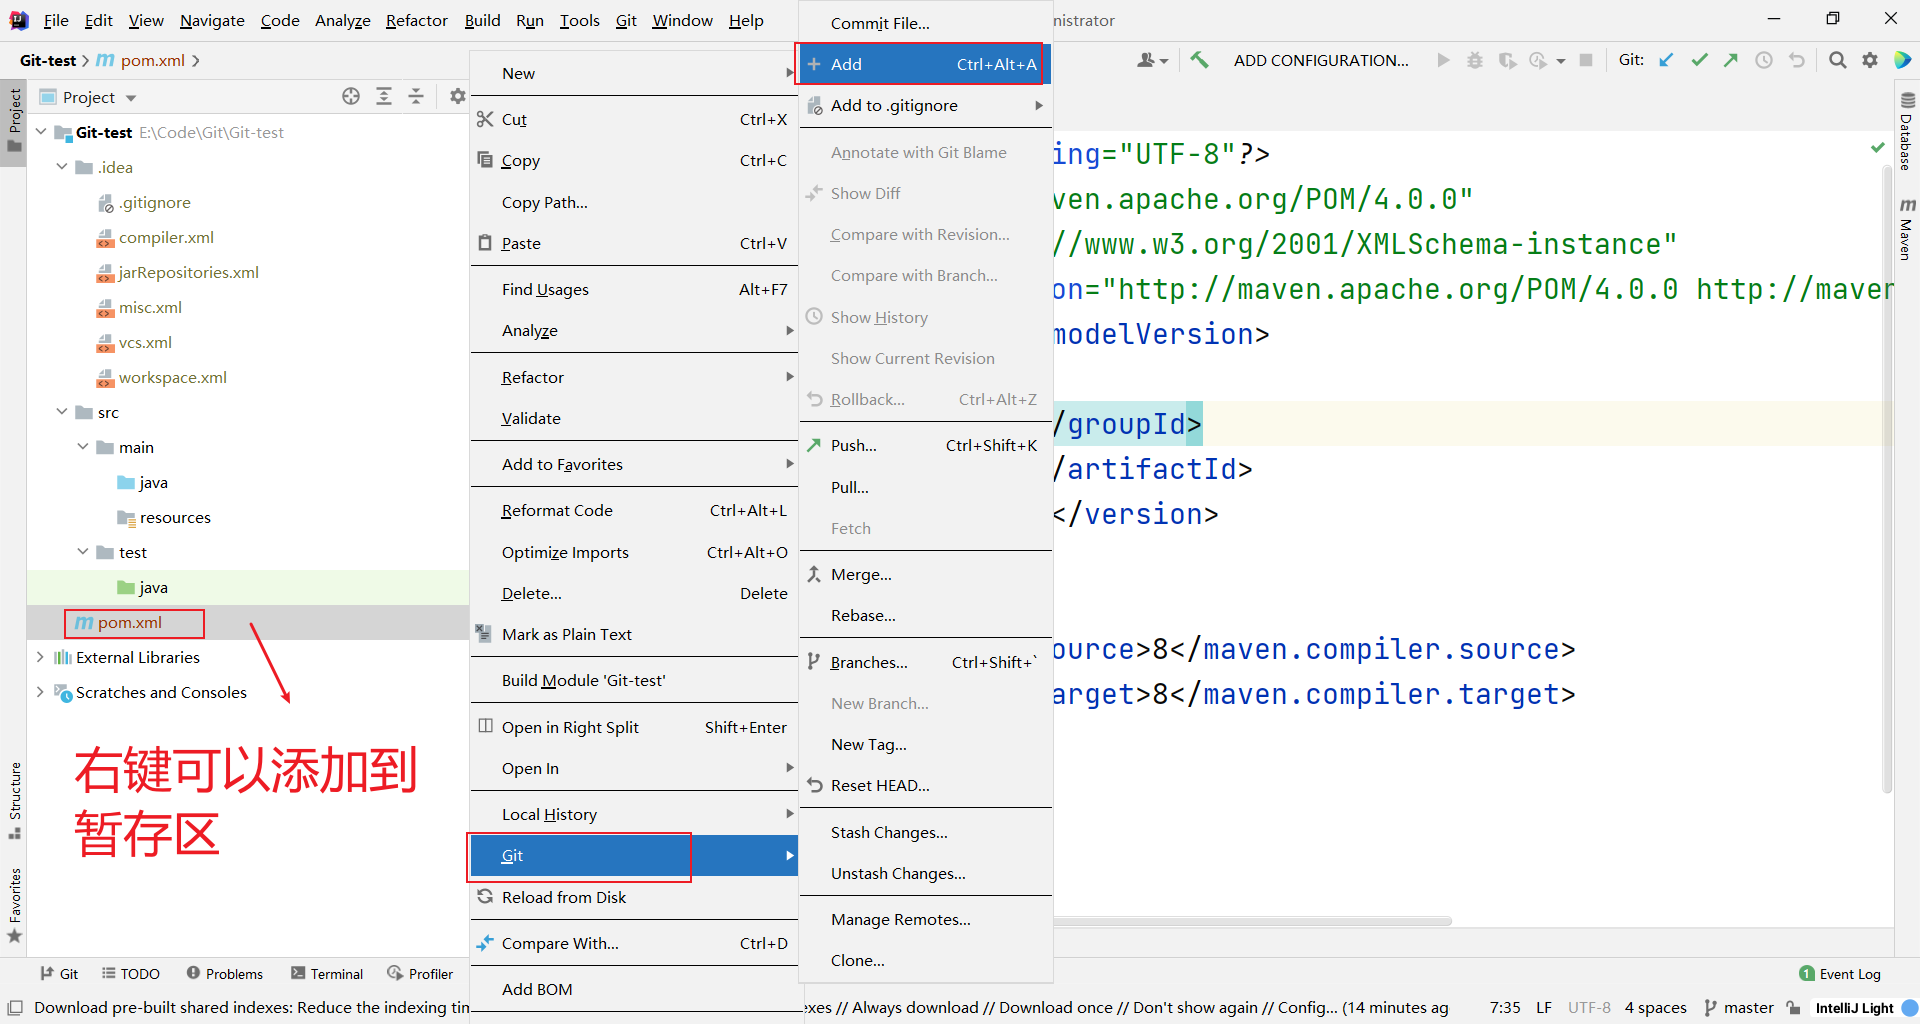 File Edit View Navigate Code Analyze Refactor Build Run Tools Git Window Help
nistrator
Git-test pom.xml
ADD CONFIGURATION...
Git:
Project
Project
Git-test E:\Code\Git\Git-test
.idea
.gitignore
compiler.xml
jarRepositories.xml
misc.xml
vcs.xml
workspace.xml
src
main
java
resources
test
java
pom.xml
External Libraries
Scratches and Consoles
右键可以添加到
暂存区
Structure
Favorites
New
Cut Ctrl+X
Copy Ctrl+C
Copy Path...
Paste Ctrl+V
Find Usages Alt+F7
Analyze
Refactor
Validate
Add to Favorites
Reformat Code Ctrl+Alt+L
Optimize Imports Ctrl+Alt+O
Delete... Delete
Mark as Plain Text
Build Module 'Git-test'
Open in Right Split Shift+Enter
Open In
Local History
Git
Reload from Disk
Compare With... Ctrl+D
Add BOM
Commit File...
Add Ctrl+Alt+A
Add to .gitignore
Annotate with Git Blame
Show Diff
Compare with Revision...
Compare with Branch...
Show History
Show Current Revision
Rollback... Ctrl+Alt+Z
Push... Ctrl+Shift+K
Pull...
Fetch
Merge...
Rebase...
Branches... Ctrl+Shift+`
New Branch...
New Tag...
Reset HEAD...
Stash Changes...
Unstash Changes...
Manage Remotes...
Clone...
ing="UTF-8"?>
ven.apache.org/POM/4.0.0"
//www.w3.org/2001/XMLSchema-instance"
on="http://maven.apache.org/POM/4.0.0 http://maven
modelVersion>
/groupId>
/artifactId>
</version>
ource>8</maven.compiler.source>
arget>8</maven.compiler.target>
Database
m Maven
Git TODO Problems Terminal Profiler
1 Event Log
Download pre-built shared indexes: Reduce the indexing tim
exes // Always download // Download once // Don't show again // Config... (14 minutes ag
7:35 LF UTF-8 4 spaces master IntelliJ Light